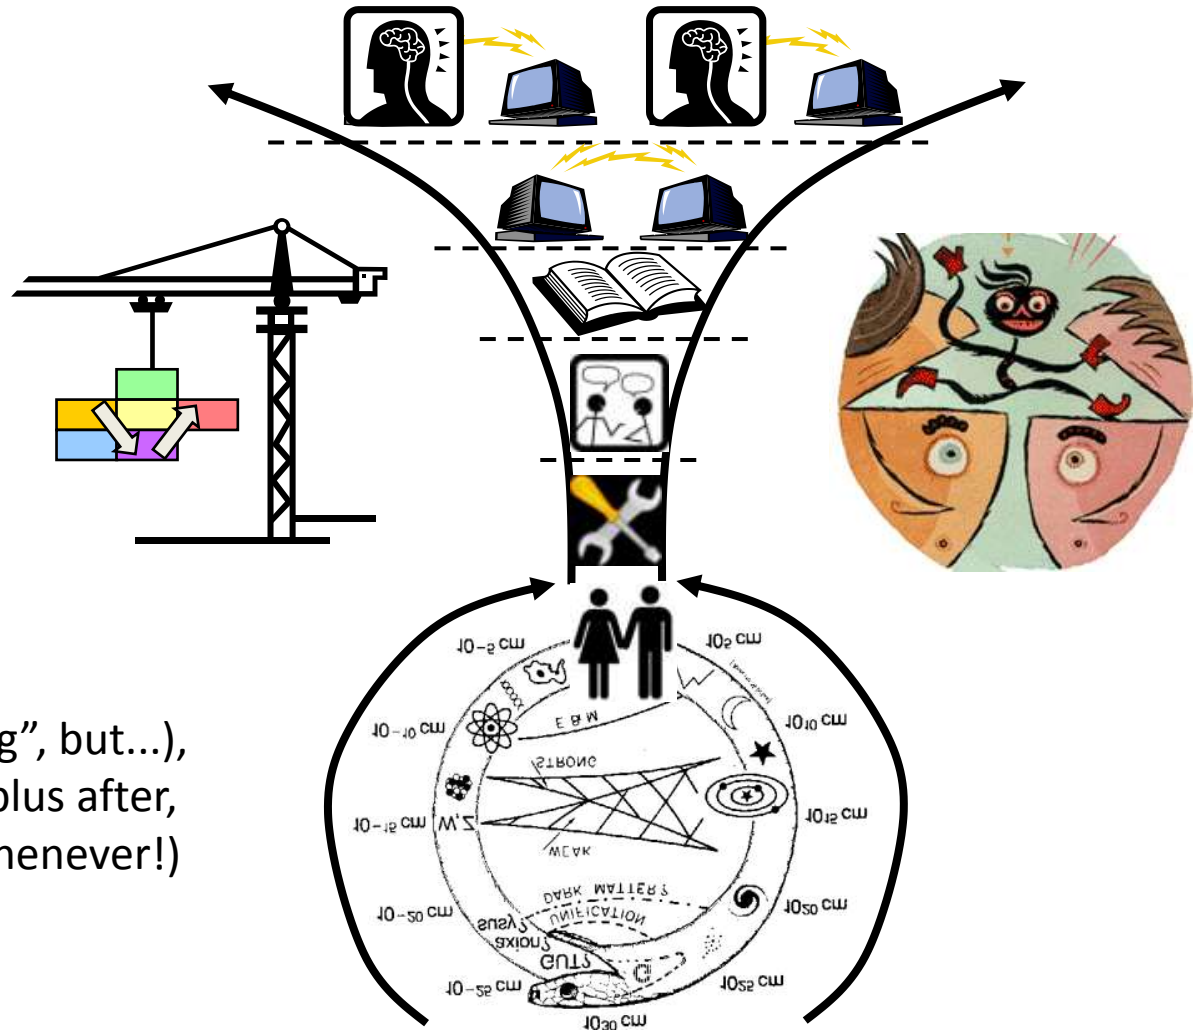 10-5 cm
105 cm
10-10 cm
E & M
1010 cm
g”, but...),
STRONG
plus after,
10-15 cm
W,Z
1015 cm
WEAK
henever!)
DARK MATTER?
10-20 cm
susy?
UNIFICATION
1020 cm
axion?
GUT?
G
10-25 cm
1025 cm
1030 cm